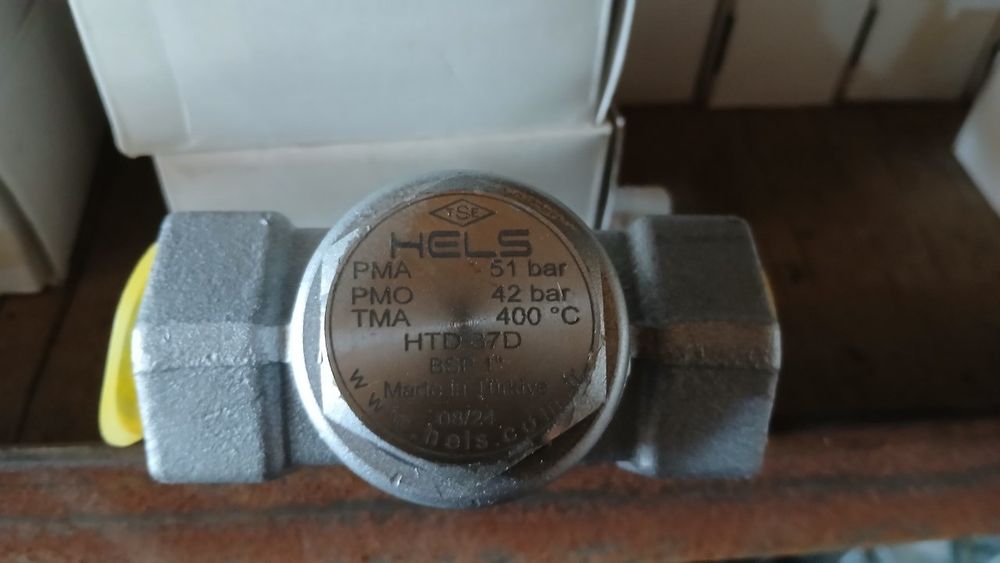 TSE
HELS
PMA 51 bar
PMO 42 bar
TMA 400 °C
HTD 37D
BSP 1"
Made in Türkiye
08/24
www.hels.com.tr